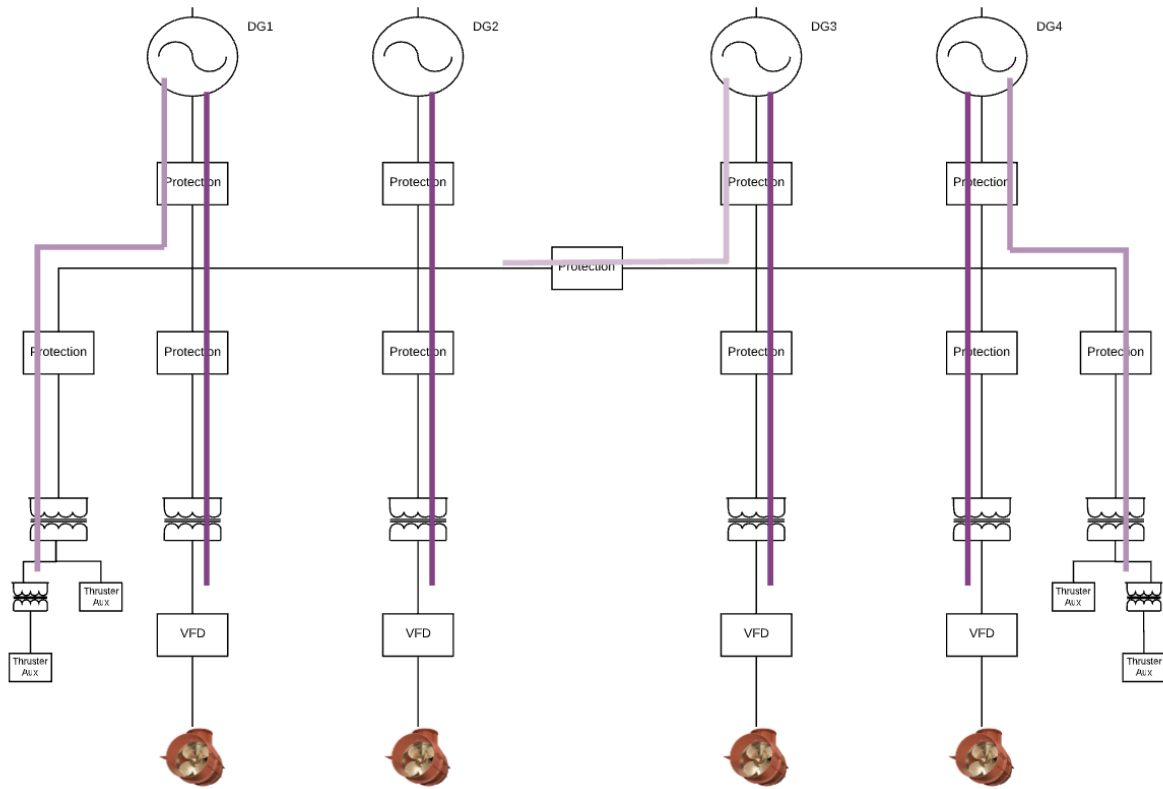 DG1
DG2
DG3
DG4
Protection
Protection
Protection
Protection
Protection
Protection
Protection
Protection
Protection
Protection
Protection
Thruster
Aux
Thruster
Aux
VFD
VFD
VFD
VFD
Thruster
Aux
Thruster
Aux